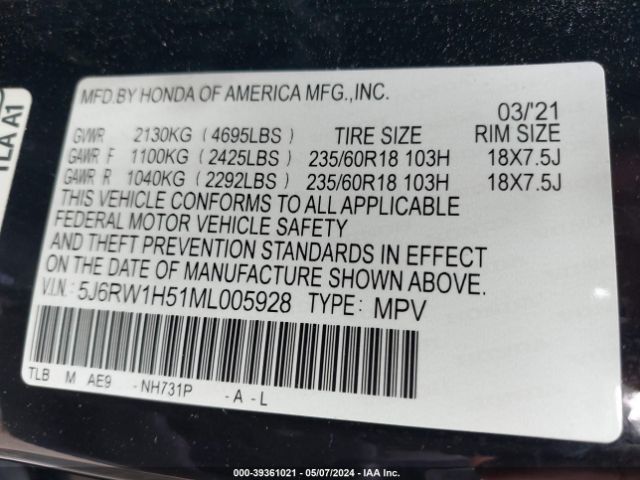 TLA A1
MFD.BY HONDA OF AMERICA MFG.,INC.
03/'21
GVWR 2130KG (4695LBS) TIRE SIZE RIM SIZE
GAWR F 1100KG (2425LBS) 235/60R18 103H 18X7.5J
GAWR R 1040KG (2292LBS) 235/60R18 103H 18X7.5J
THIS VEHICLE CONFORMS TO ALL APPLICABLE
FEDERAL MOTOR VEHICLE SAFETY
AND THEFT PREVENTION STANDARDS IN EFFECT
ON THE DATE OF MANUFACTURE SHOWN ABOVE.
V.I.N.: 5J6RW1H51ML005928 TYPE: MPV
TLB M AE9 -NH731P -A-L
000-39361021 - 05/07/2024 - IAA Inc.